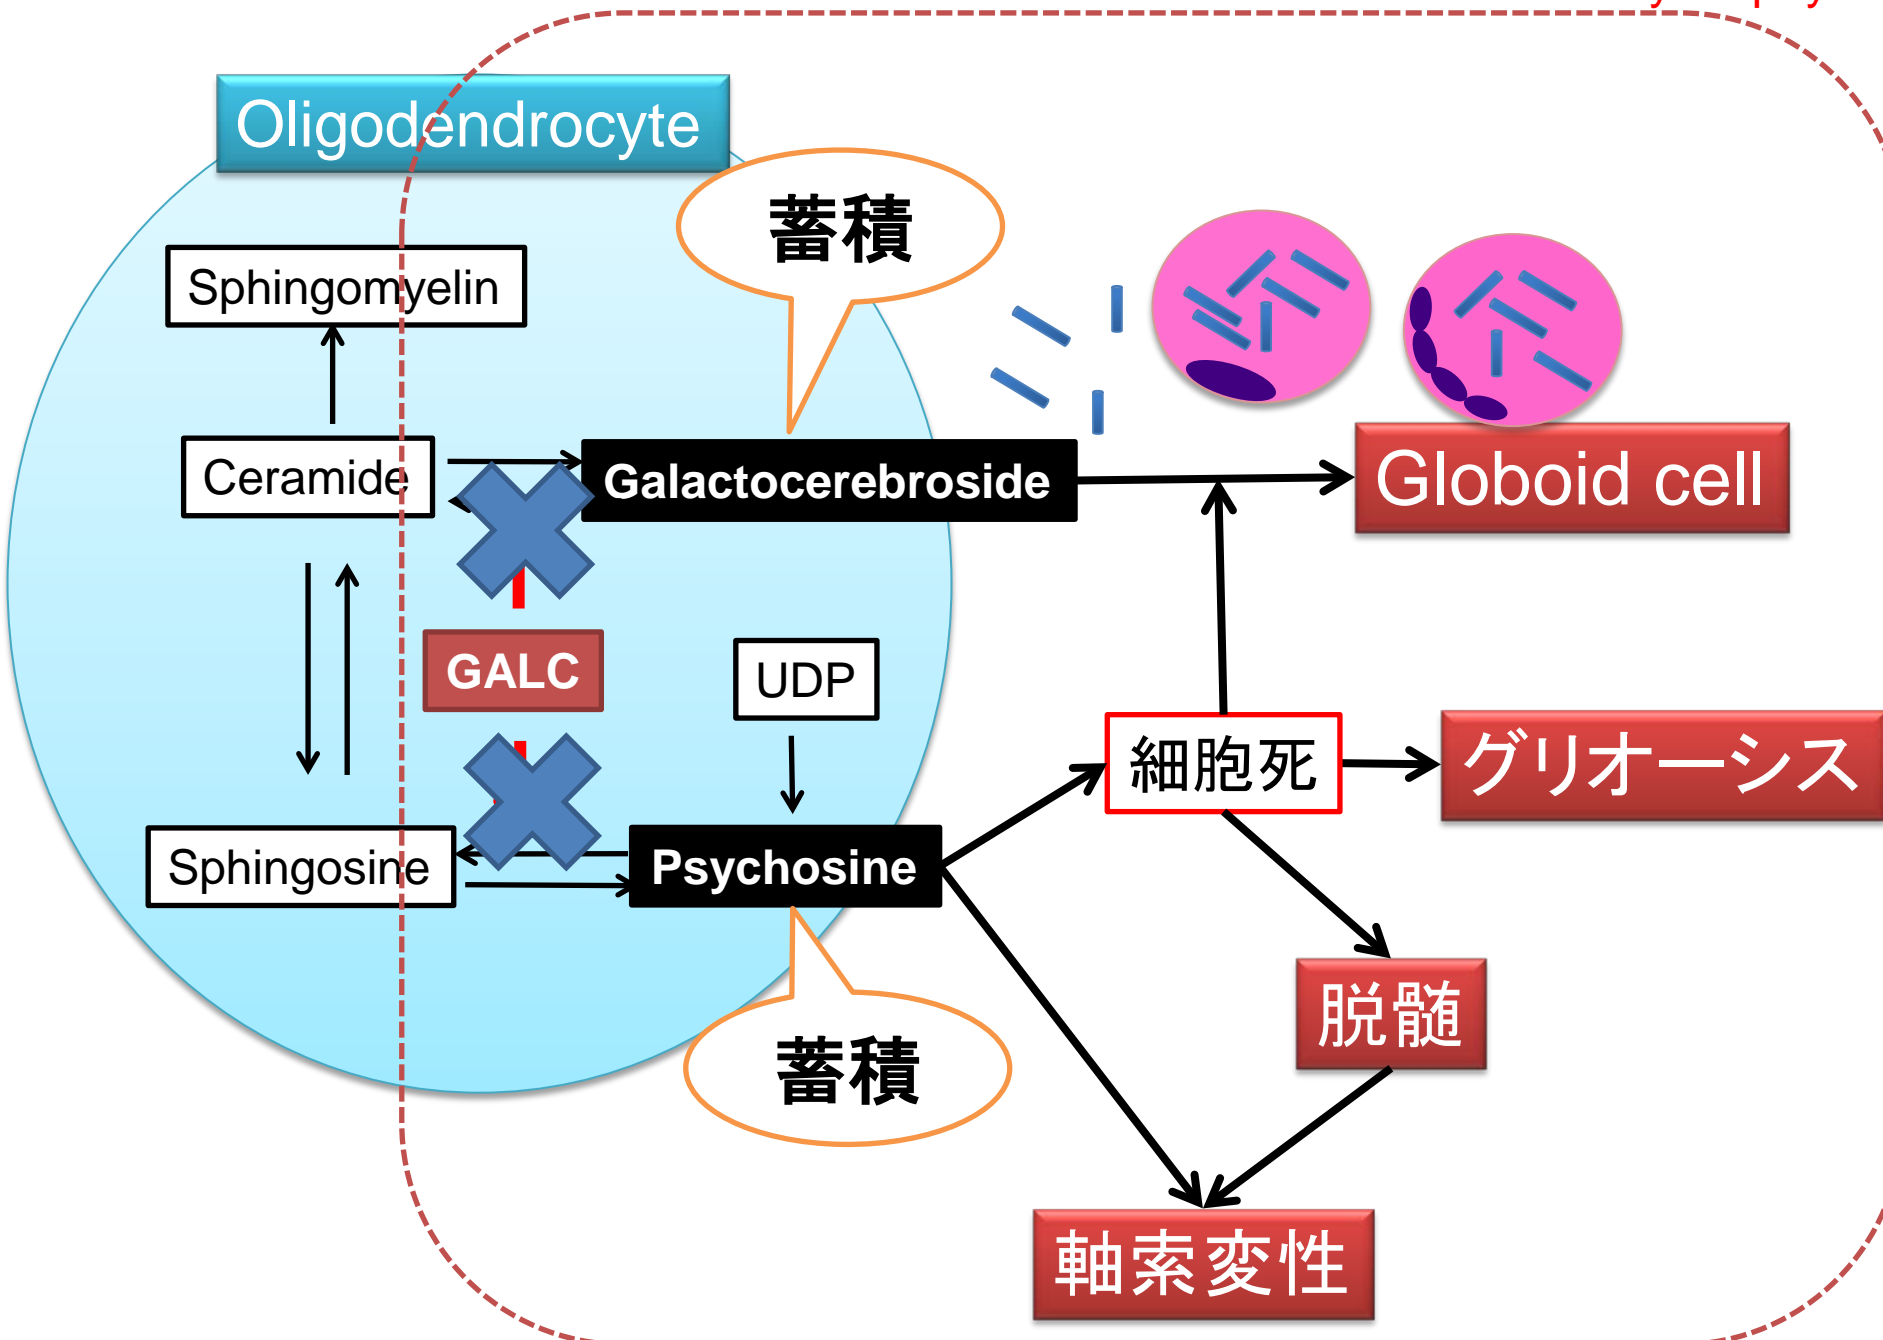 Oligodendrocyte
蓄積
Sphingomyelin
Ceramide
Galactocerebroside
Globoid cell
GALC
UDP
細胞死
グリオーシス
Sphingosine
Psychosine
脱髄
蓄積
軸索変性